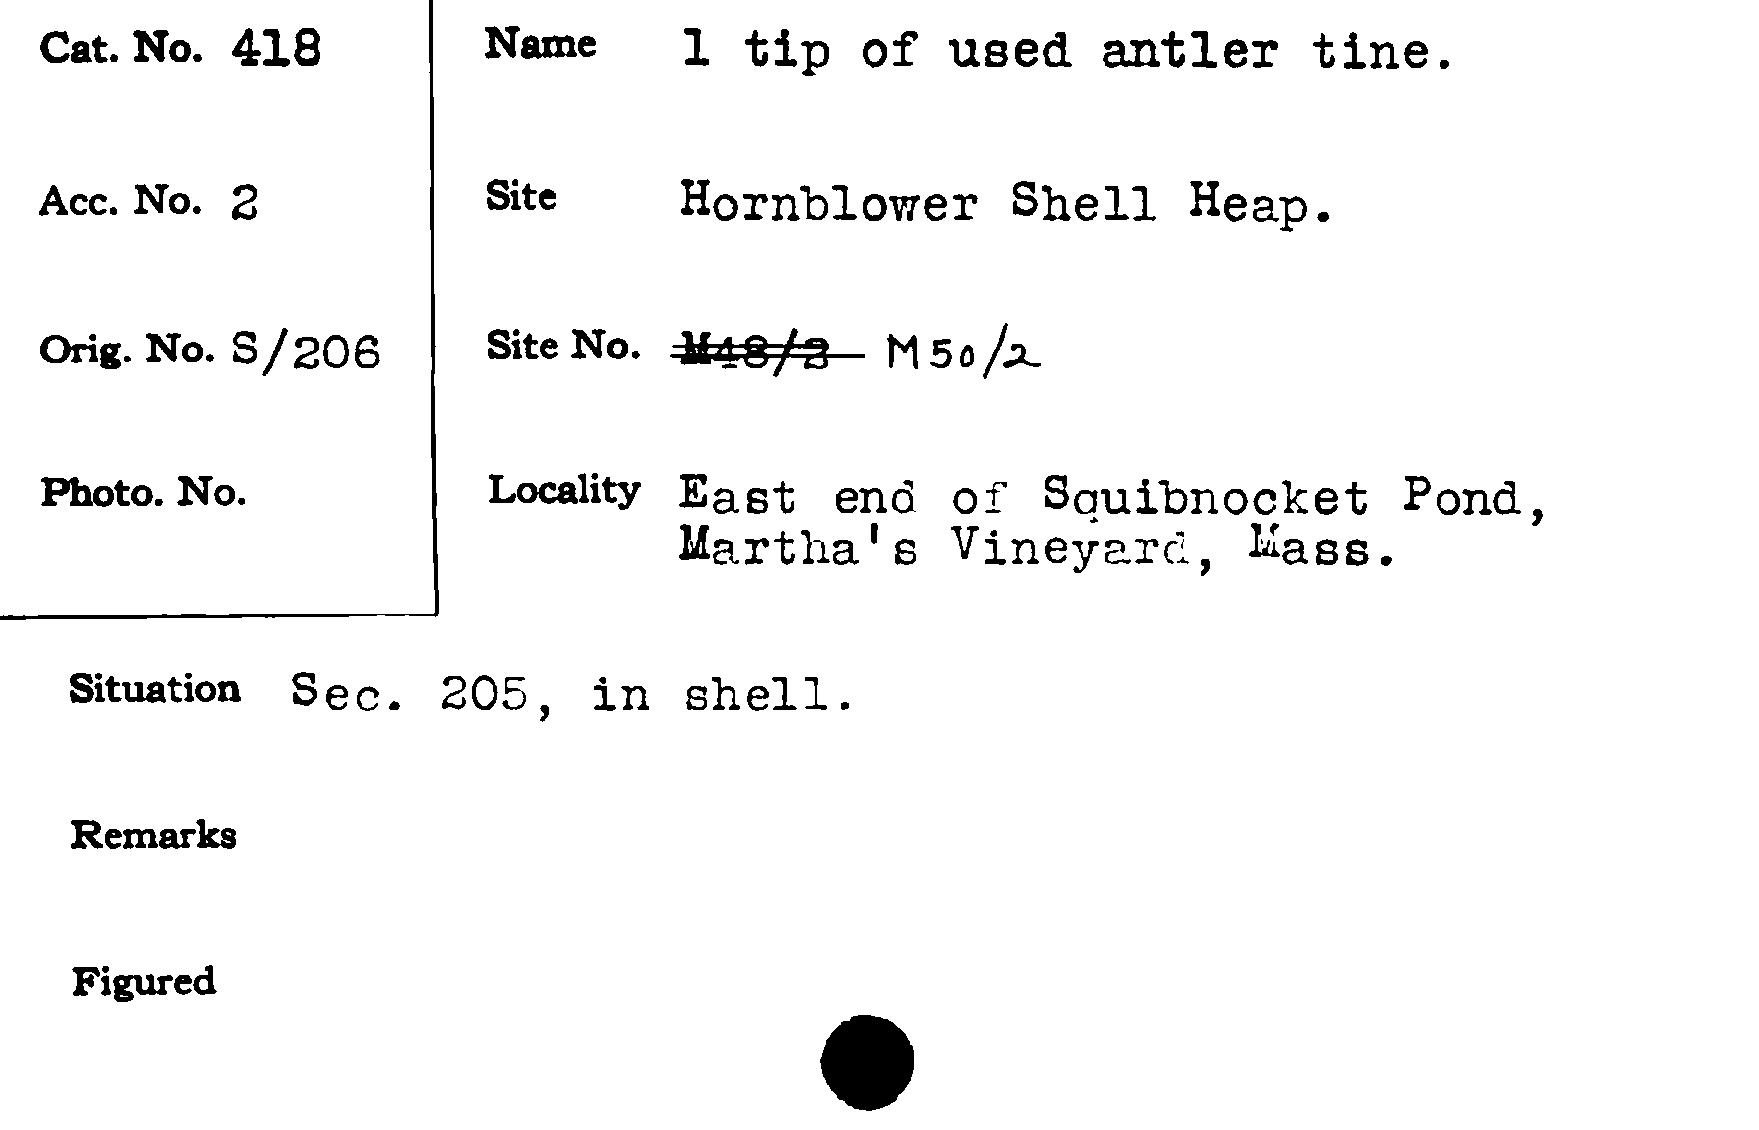 Cat. No. 418
Name 1 tip of used antler tine.
Acc. No. 2
Site Hornblower Shell Heap.
Orig. No. S/206
Site No. M50/2
Photo. No.
Locality East end of Squibnocket Pond,
Martha's Vineyard, Mass.
Situation Sec. 205, in shell.
Remarks
Figured